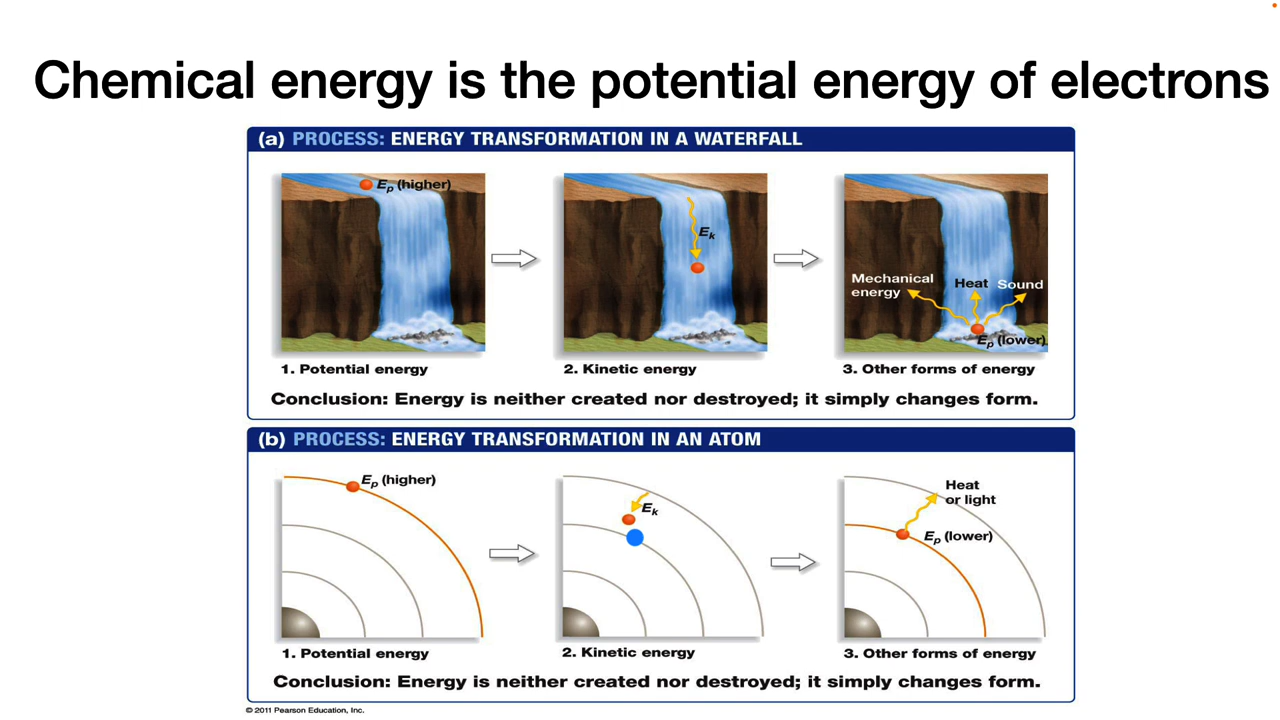 Chemical energy is the potential energy of electrons
(a) PROCESS: ENERGY TRANSFORMATION IN A WATERFALL
Ep (higher)
Ek
Mechanical
energy
Heat
Sound
Ep (lower)
1. Potential energy
2. Kinetic energy
3. Other forms of energy
Conclusion: Energy is neither created nor destroyed; it simply changes form.
(b) PROCESS: ENERGY TRANSFORMATION IN AN ATOM
Ep (higher)
Ek
Heat
or light
Ep (lower)
1. Potential energy
2. Kinetic energy
3. Other forms of energy
Conclusion: Energy is neither created nor destroyed; it simply changes form.
© 2011 Pearson Education, Inc.